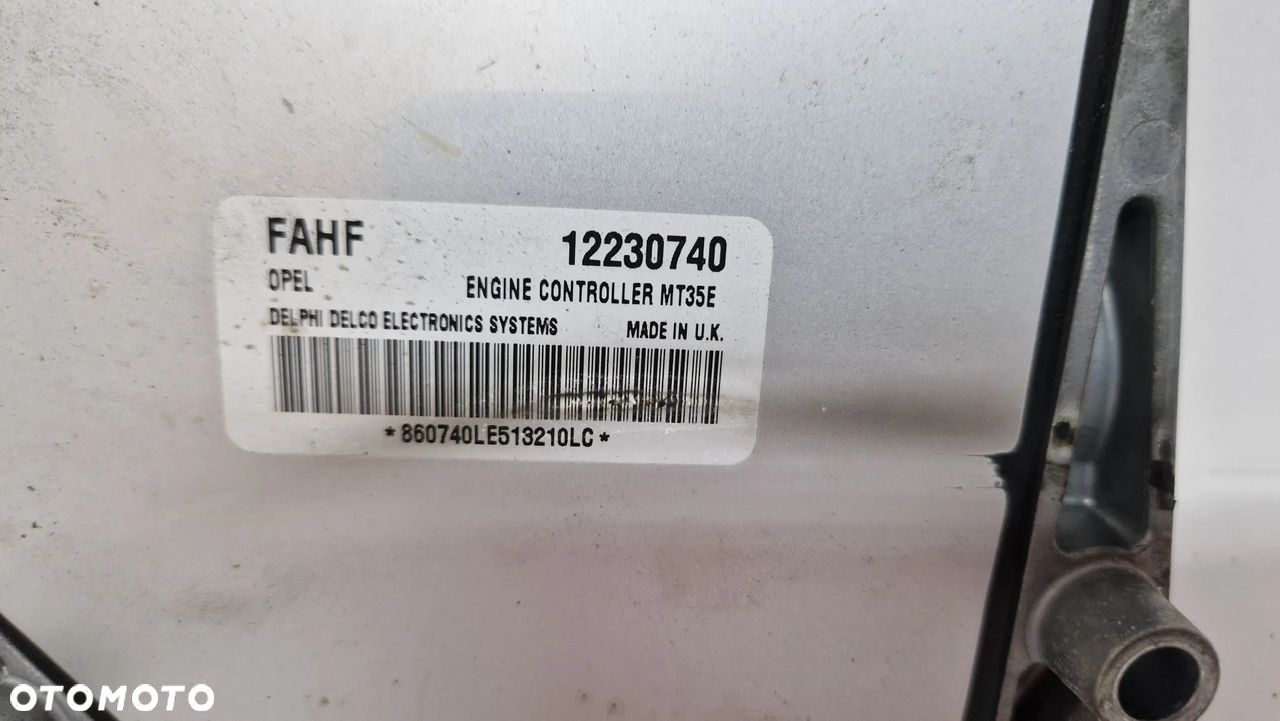 FAHF 12230740
OPEL ENGINE CONTROLLER MT35E
DELPHI DELCO ELECTRONICS SYSTEMS MADE IN U.K.
*860740LE513210LC*
OTOMOTO